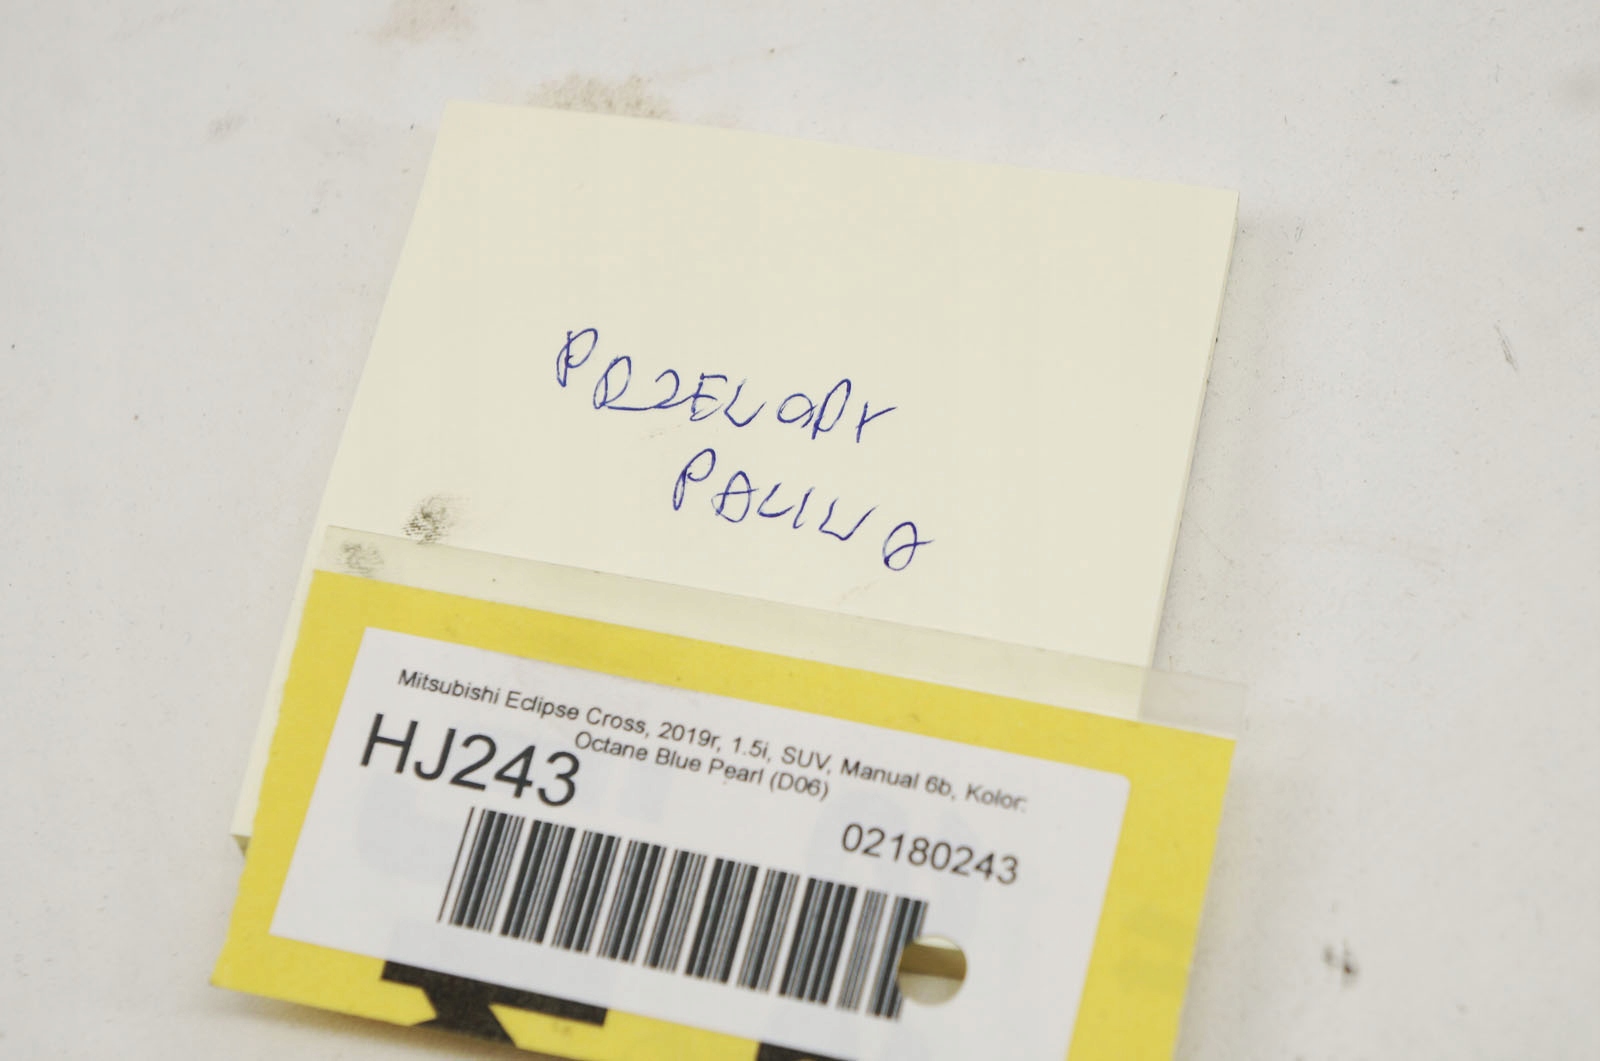 PRZEWODY
PALIWA
Mitsubishi Eclipse Cross, 2019r, 1.5i, SUV, Manual 6b, Kolor:
Octane Blue Pearl (D06)
HJ243
02180243